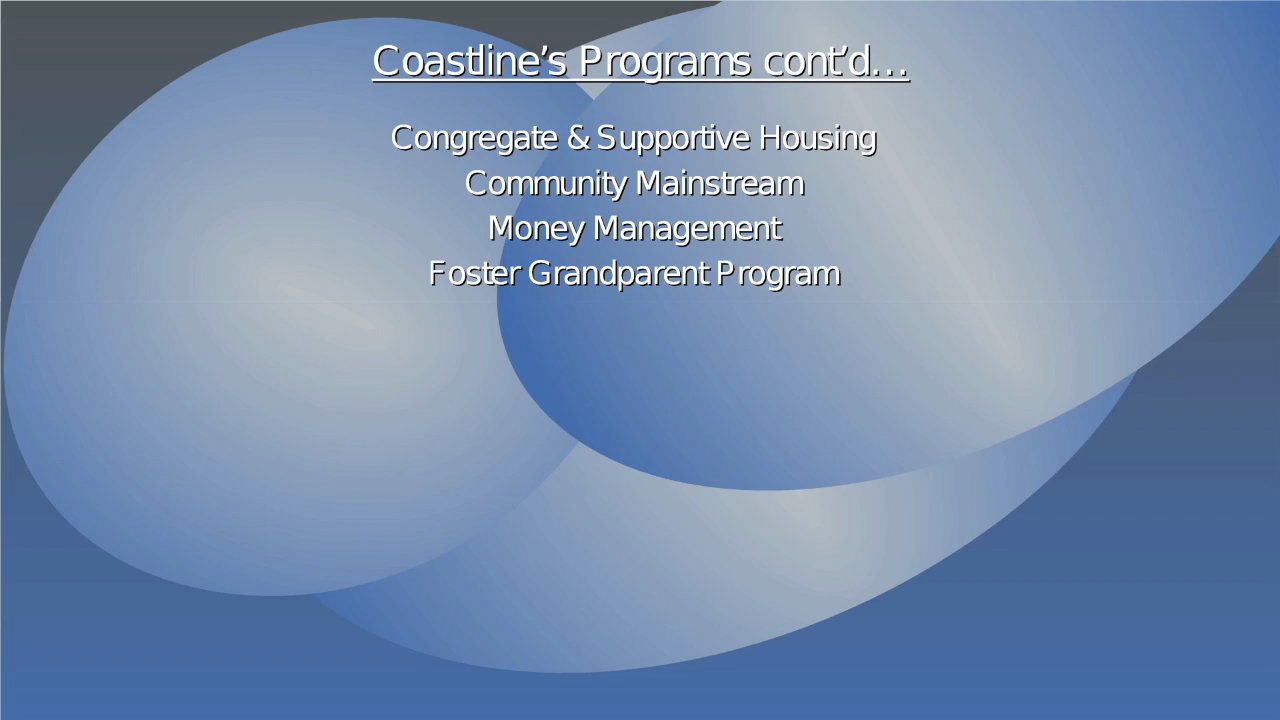 Coastline’s Programs cont’d…
Congregate & Supportive Housing
Community Mainstream
Money Management
Foster Grandparent Program